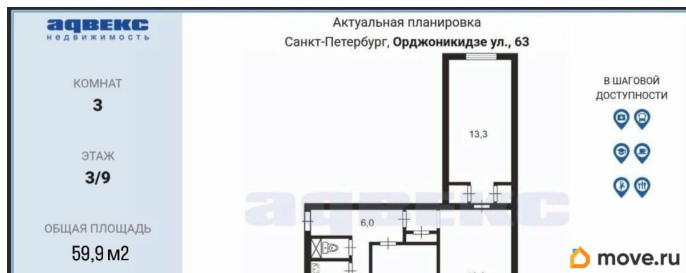 адвекс
недвижимость
КОМНАТ
3
ЭТАЖ
3/9
ОБЩАЯ ПЛОЩАДЬ
59,9 м2
Актуальная планировка
Санкт-Петербург, Орджоникидзе ул., 63
13,3
6,0
адвекс
В ШАГОВОЙ
ДОСТУПНОСТИ
move.ru